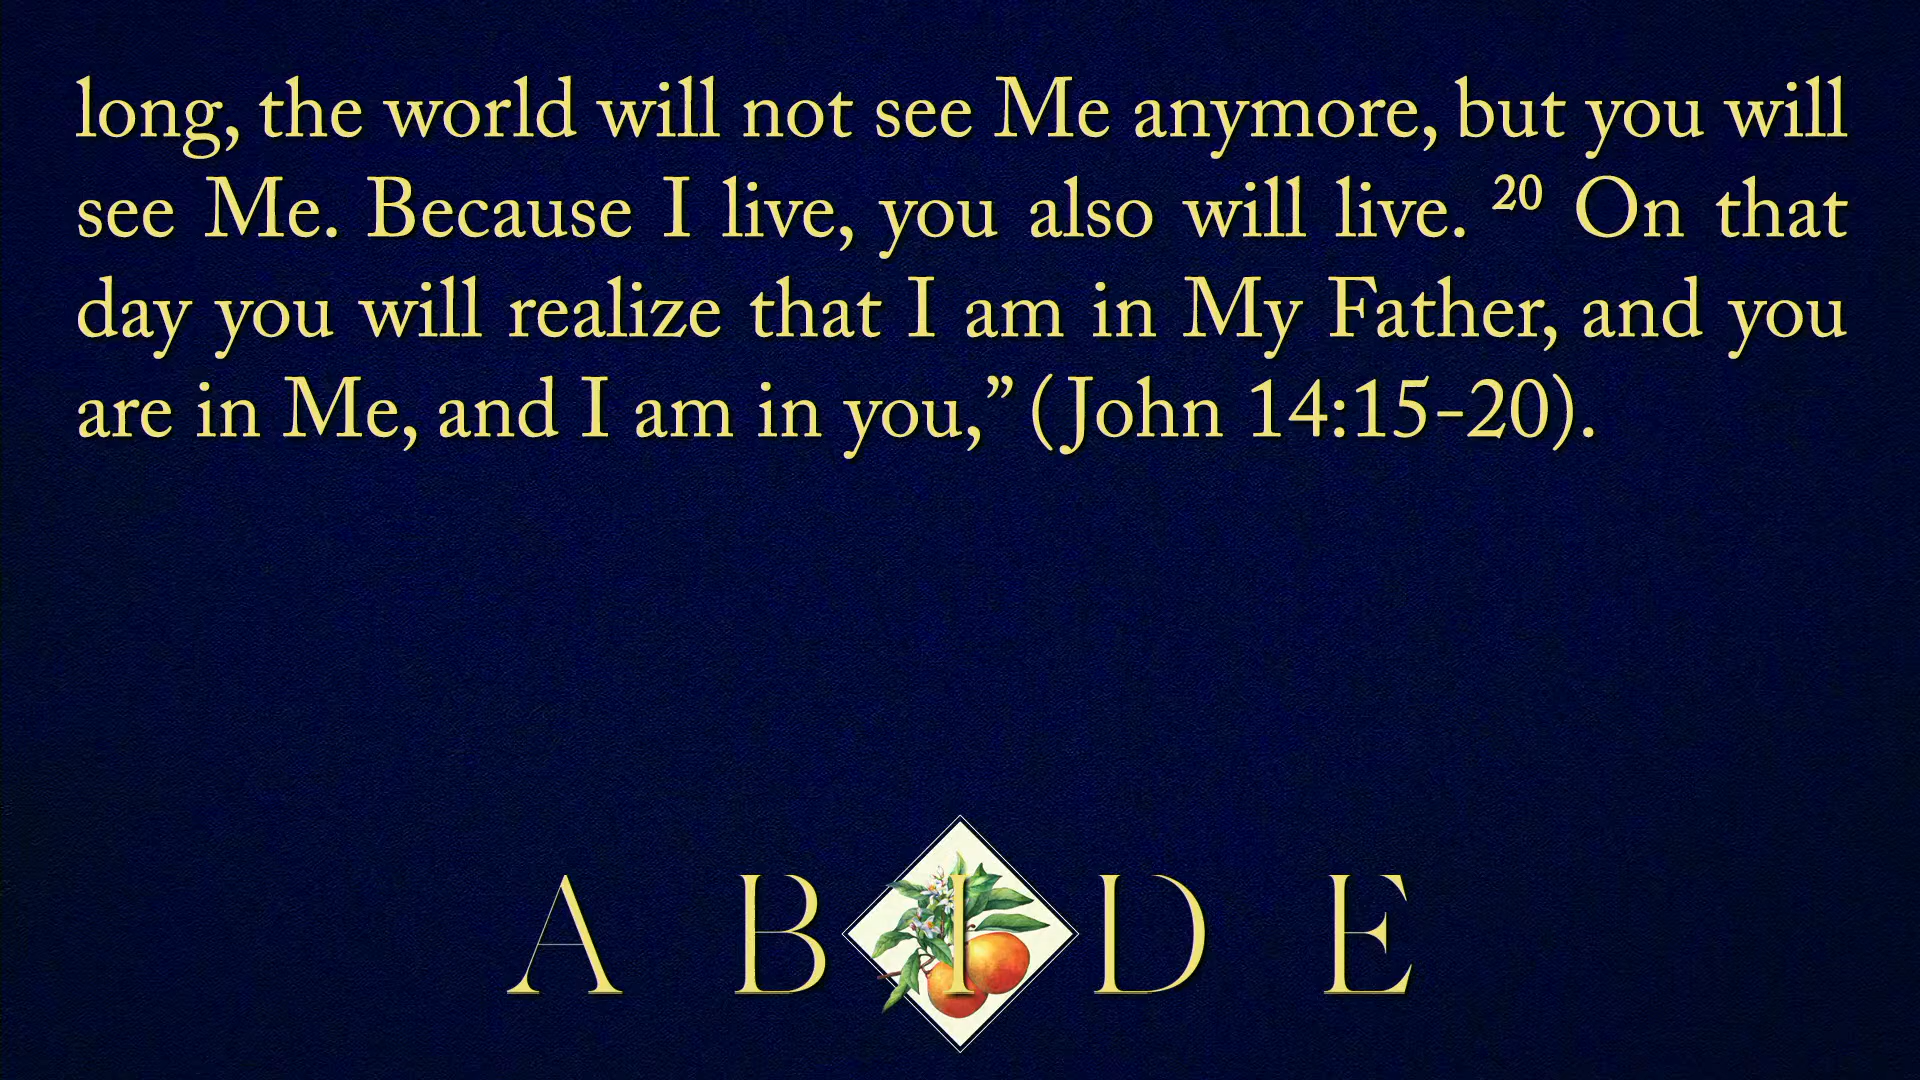 long, the world will not see Me anymore, but you will
see Me. Because I live, you also will live. ²⁰ On that
day you will realize that I am in My Father, and you
are in Me, and I am in you,” (John 14:15-20).
ABIDE